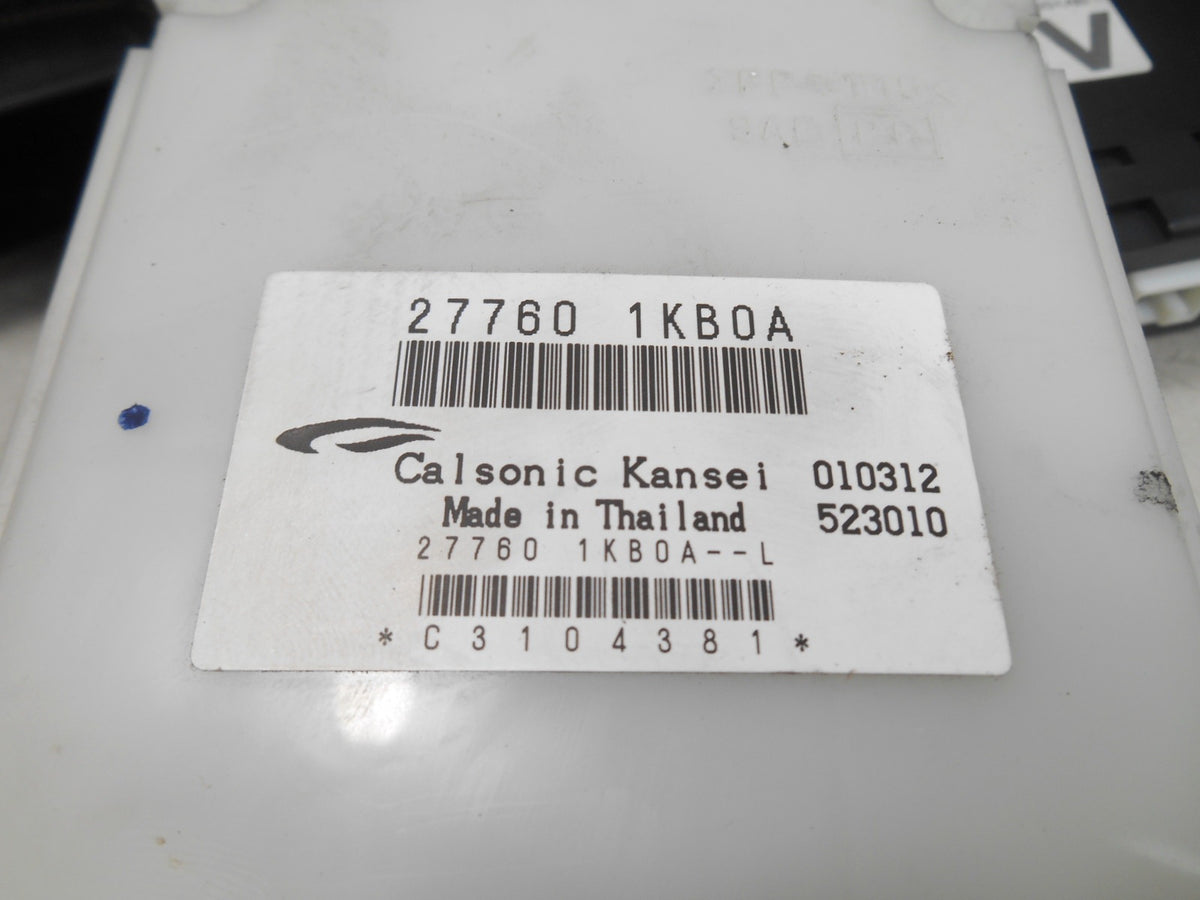 V
27760 1KB0A
Calsonic Kansei 010312
Made in Thailand 523010
27760 1KB0A--L
*C3104381*